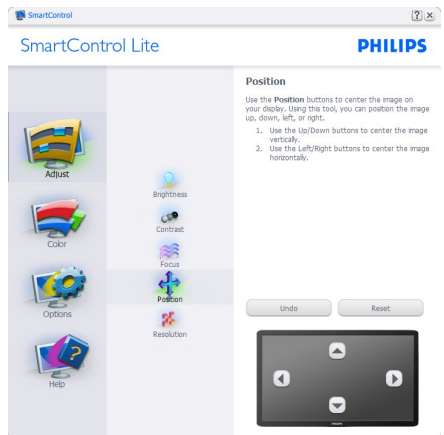 SmartControl
SmartControl Lite
PHILIPS
Adjust
Color
Options
Help
Brightness
Contrast
Focus
Position
Resolution
Position
Use the Position buttons to center the image on
your display. Using this tool, you can position the image
up, down, left, or right.
1. Use the Up/Down buttons to center the image
vertically.
2. Use the Left/Right buttons to center the image
horizontally.
Undo
Reset
PHILIPS